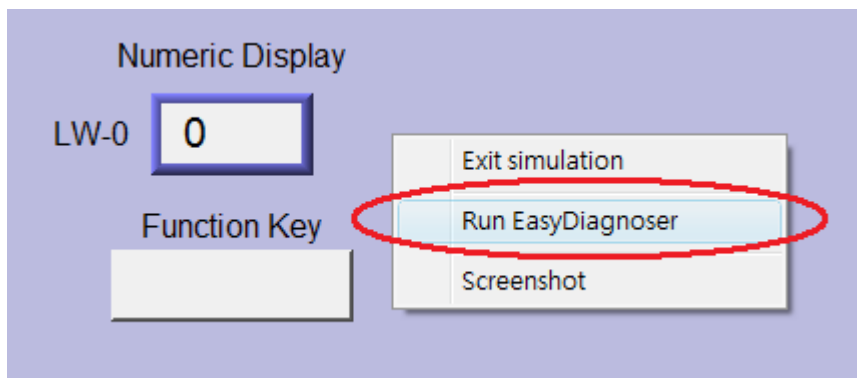 Numeric Display
LW-0
0
Function Key
Exit simulation
Run EasyDiagnoser
Screenshot